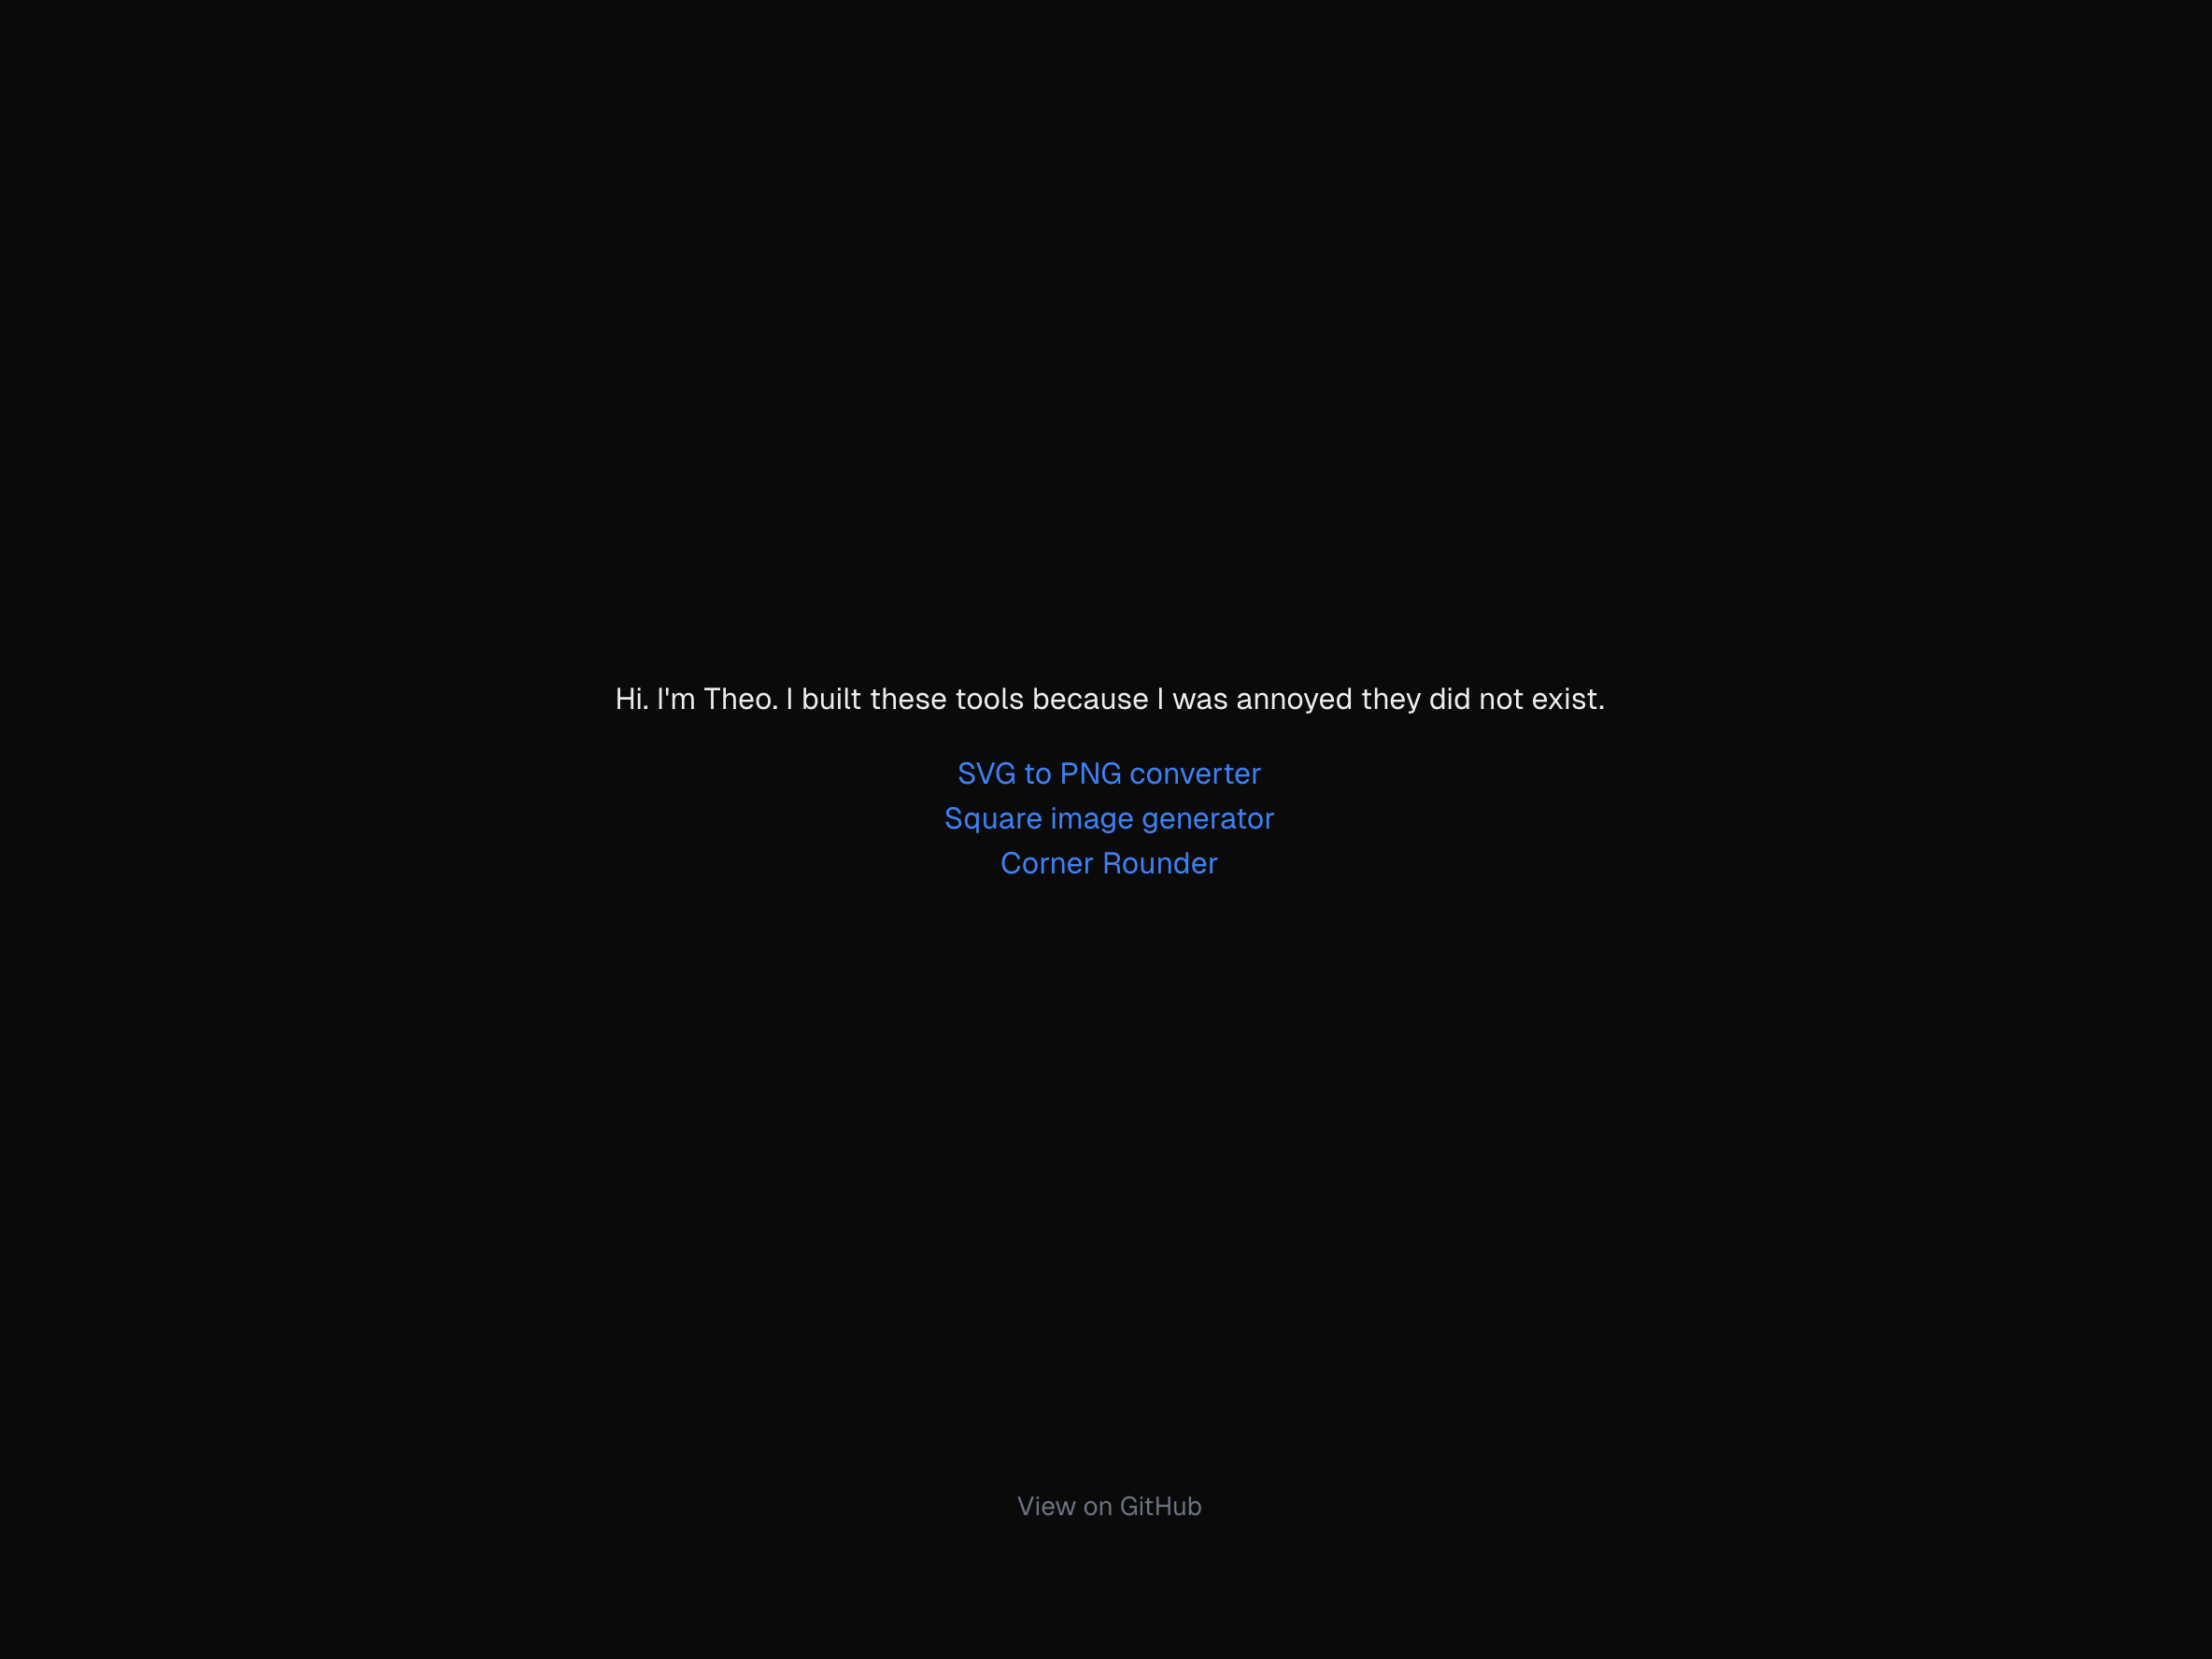 Hi. I'm Theo. I built these tools because I was annoyed they did not exist.
SVG to PNG converter
Square image generator
Corner Rounder
View on GitHub